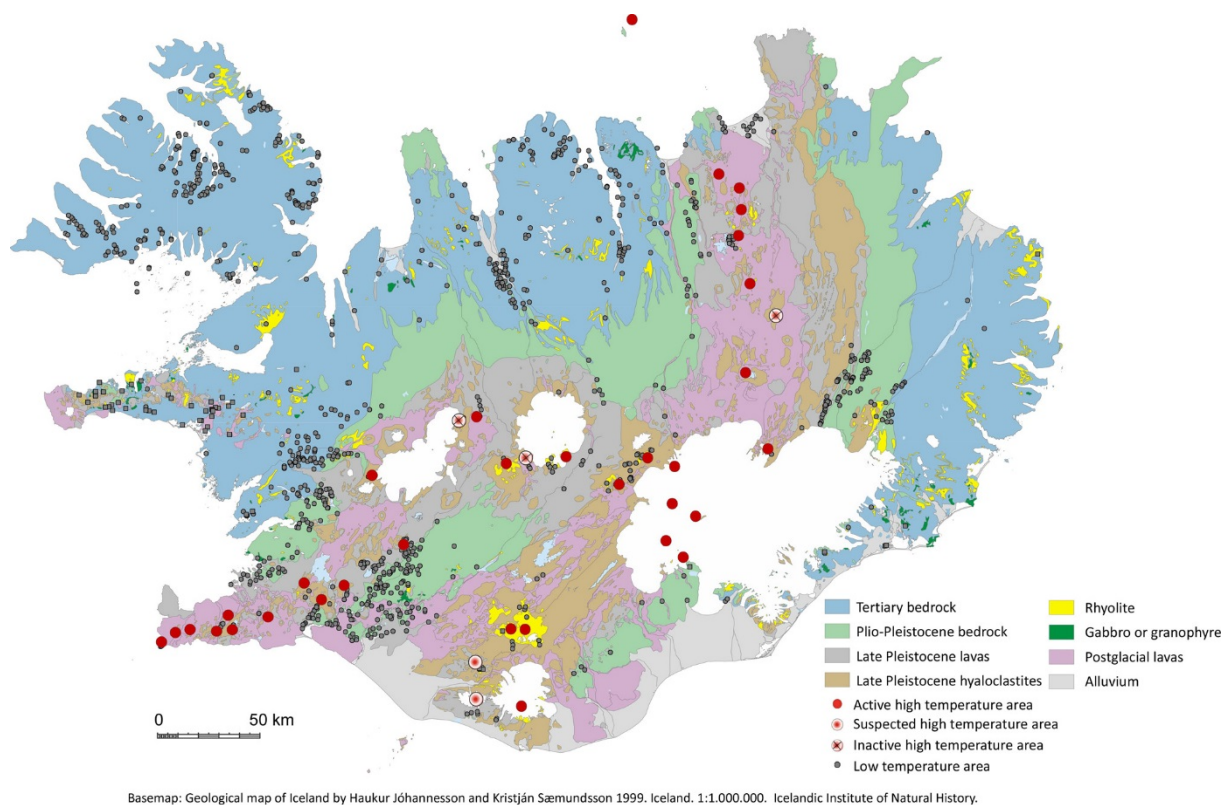 Tertiary bedrock
Plio-Pleistocene bedrock
Late Pleistocene lavas
Late Pleistocene hyaloclastites
Rhyolite
Gabbro or granophyre
Postglacial lavas
Alluvium
Active high temperature area
Suspected high temperature area
Inactive high temperature area
Low temperature area
0 50 km
Basemap: Geological map of Iceland by Haukur Jóhannesson and Kristján Sæmundsson 1999. Iceland. 1:1.000.000. Icelandic Institute of Natural History.